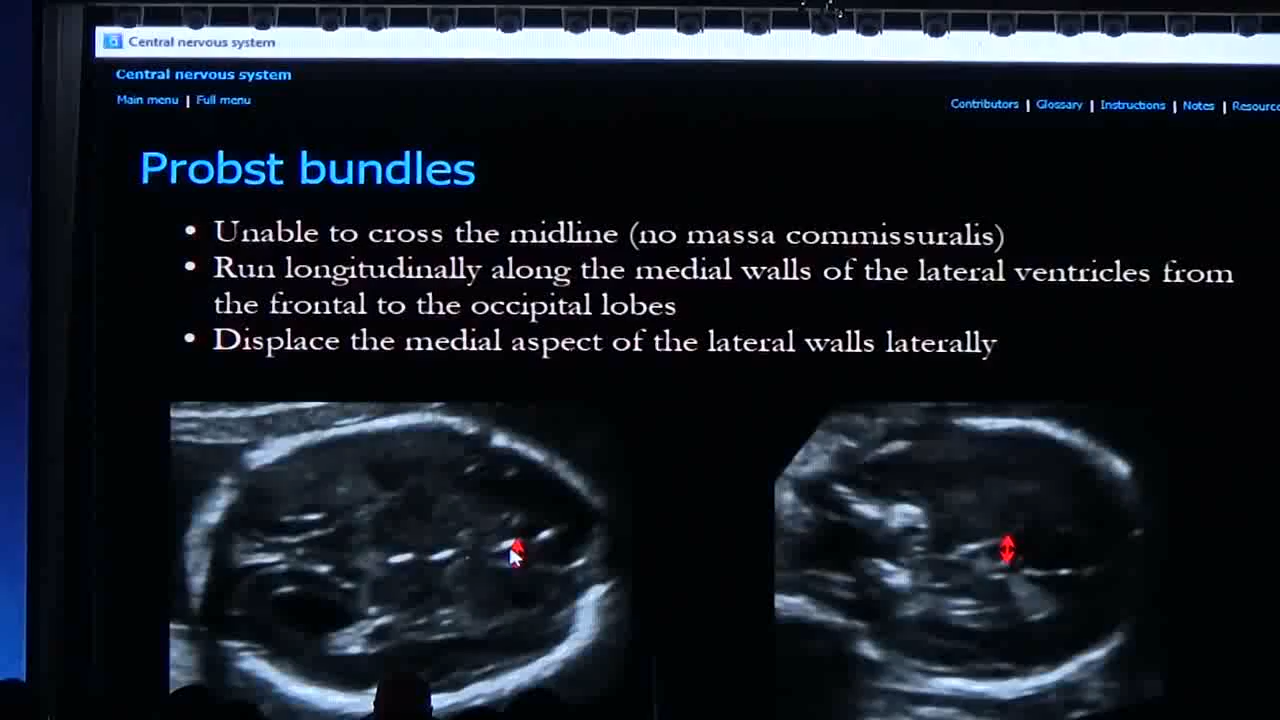 Central nervous system
Central nervous system
Main menu | Full menu
Contributors | Glossary | Instructions | Notes | Resourc
Probst bundles
• Unable to cross the midline (no massa commissuralis)
• Run longitudinally along the medial walls of the lateral ventricles from
the frontal to the occipital lobes
• Displace the medial aspect of the lateral walls laterally